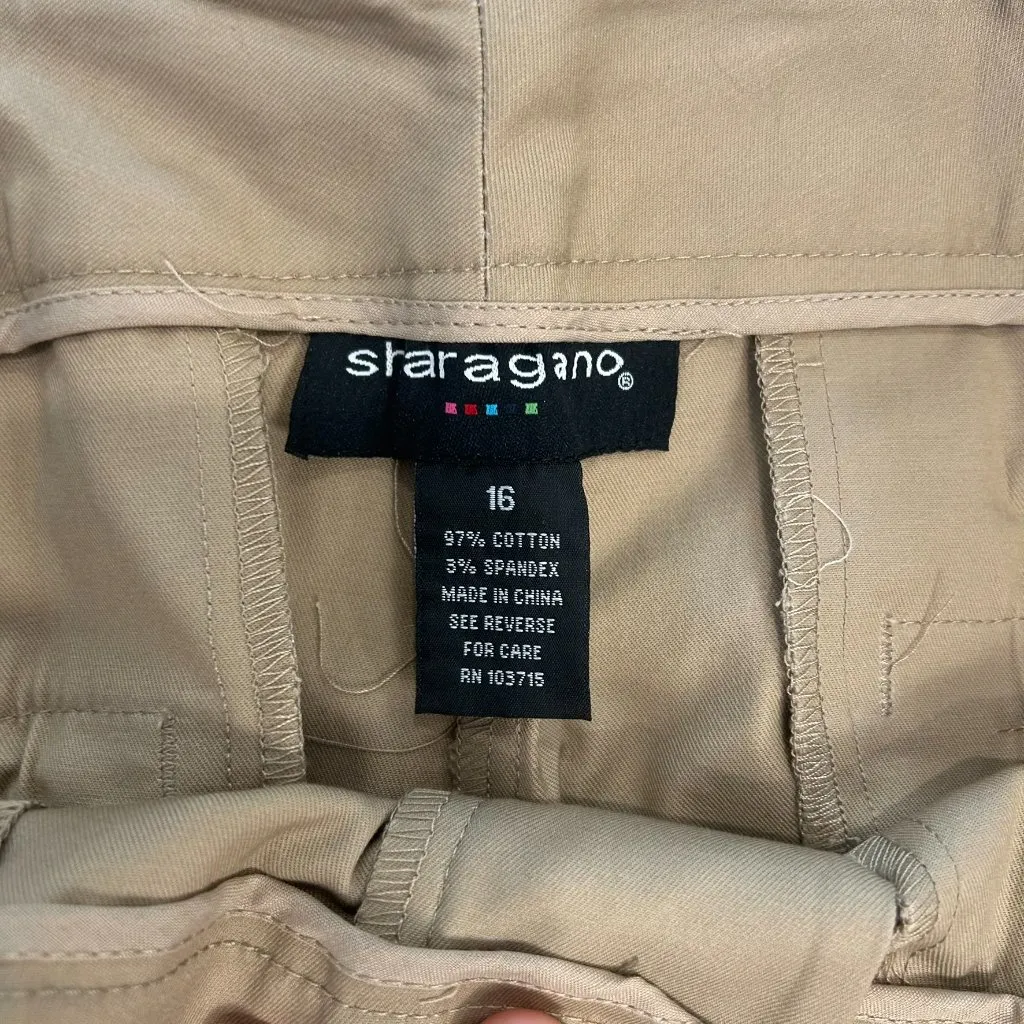 sharagano®
16
97% COTTON
3% SPANDEX
MADE IN CHINA
SEE REVERSE
FOR CARE
RN 103715